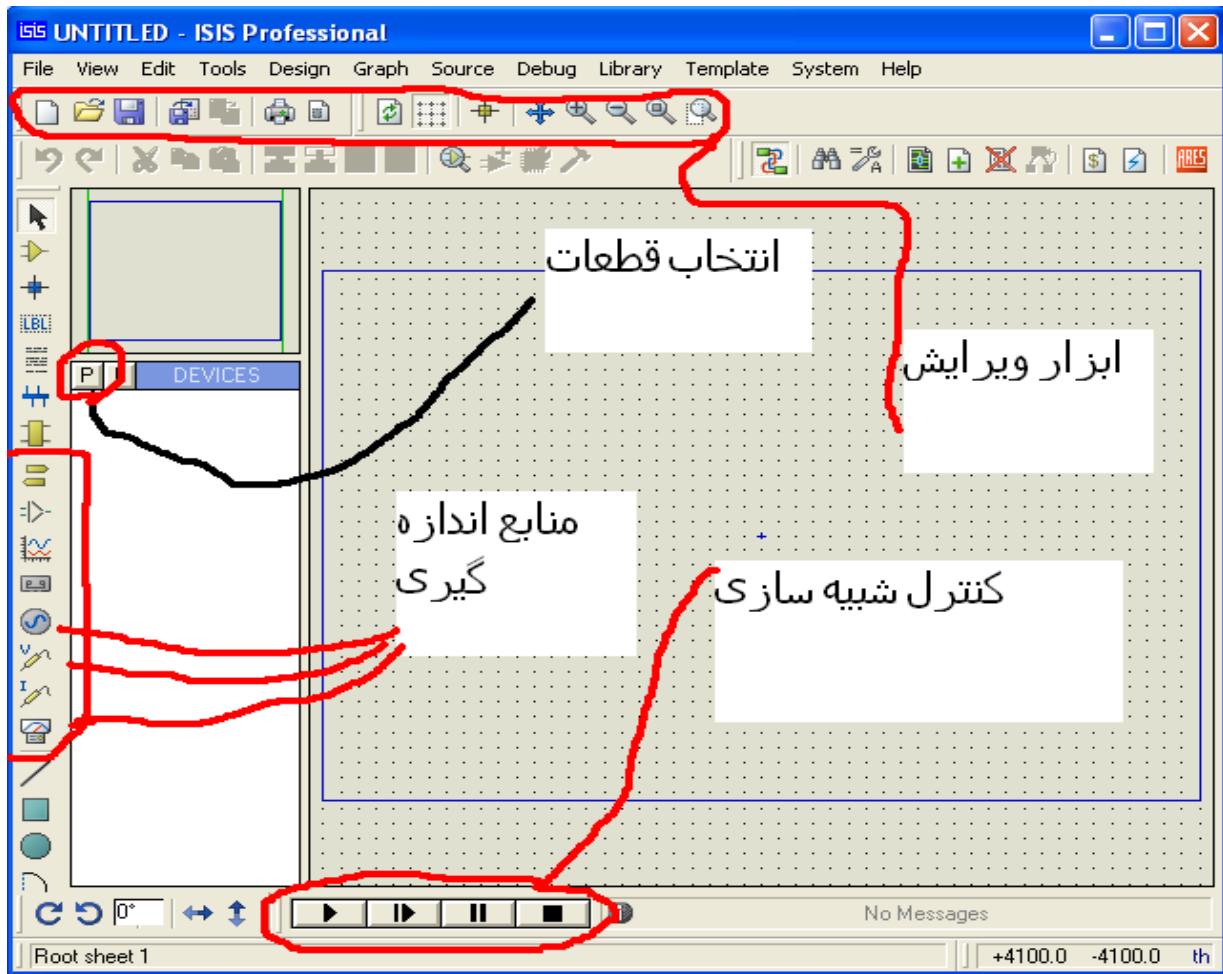 isis UNTITLED - ISIS Professional
File View Edit Tools Design Graph Source Debug Library Template System Help
ARES
انتخاب قطعات
LBL
ابزار ویرایش
P DEVICES
منابع اندازه
گیری
کنترل شبیه سازی
V
I
0°
No Messages
Root sheet 1
+4100.0 -4100.0 th